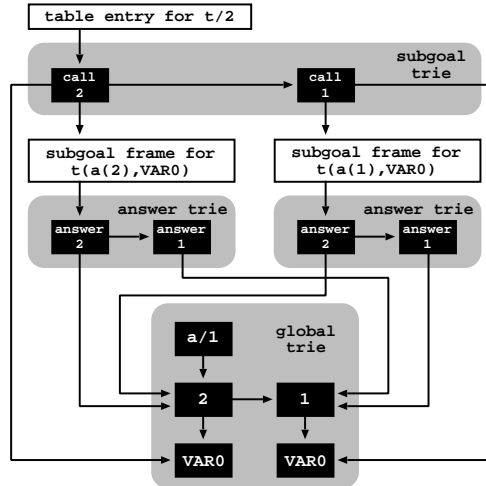 table entry for t/2
subgoal
trie
call
2
call
1
subgoal frame for
t(a(2),VAR0)
subgoal frame for
t(a(1),VAR0)
answer trie
answer
2
answer
1
answer trie
answer
2
answer
1
global
trie
a/1
2
1
VAR0
VAR0